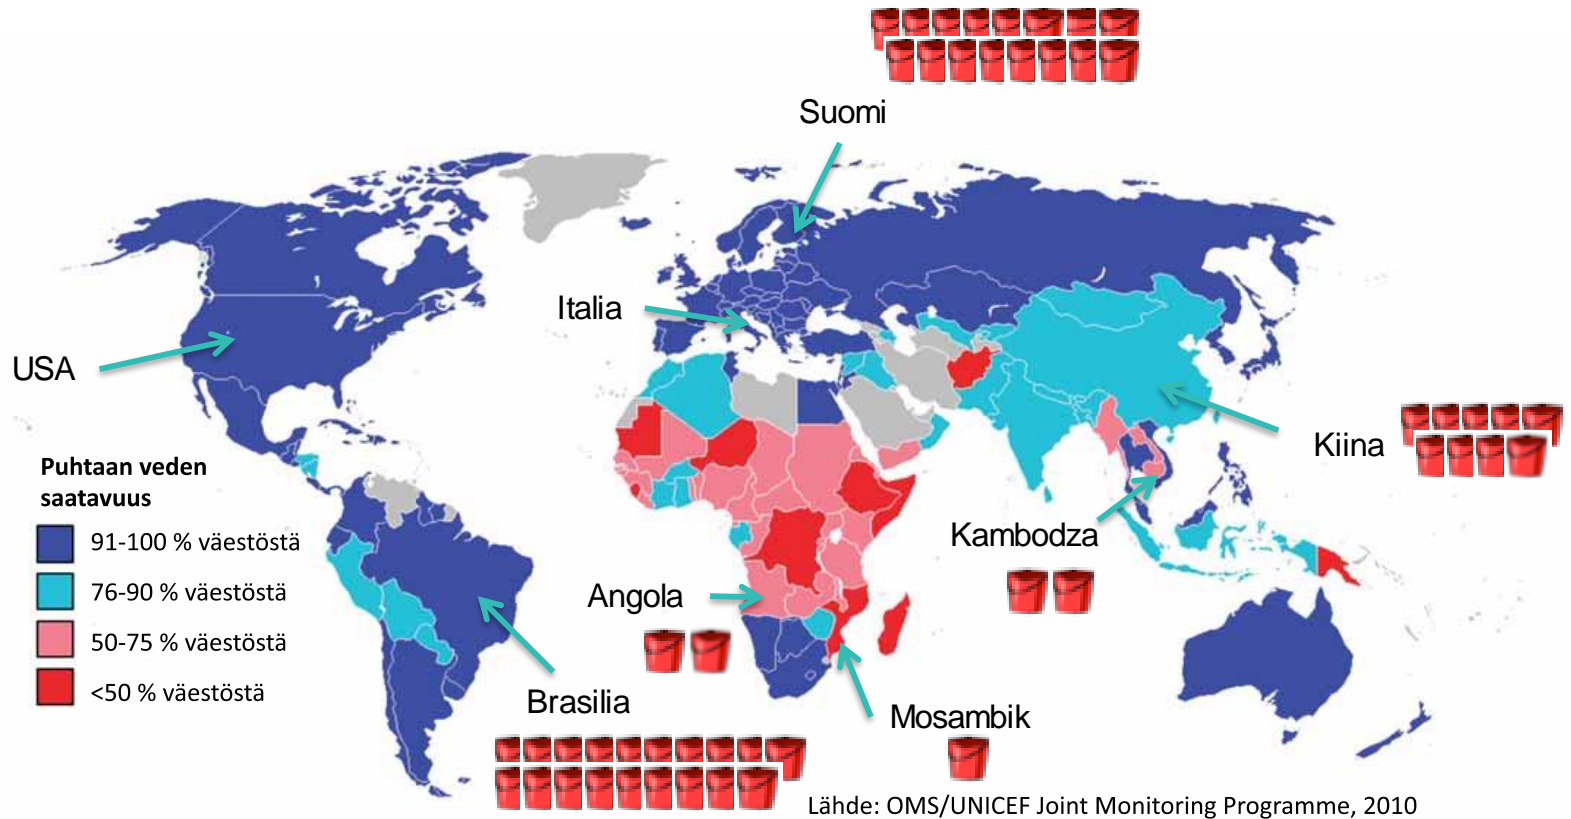 Suomi
Italia
USA
Kiina
Puhtaan veden
saatavuus
91-100 % väestöstä
76-90 % väestöstä
50-75 % väestöstä
<50 % väestöstä
Kambodza
Angola
Brasilia
Mosambik
Lähde: OMS/UNICEF Joint Monitoring Programme, 2010